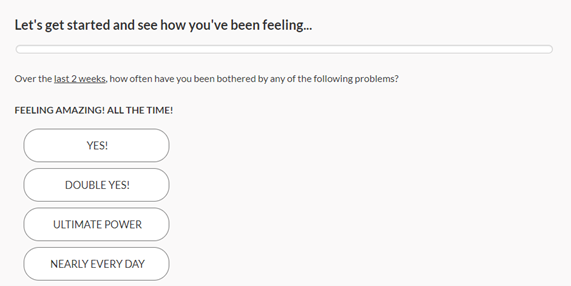 Let's get started and see how you've been feeling...
Over the last 2 weeks, how often have you been bothered by any of the following problems?
FEELING AMAZING! ALL THE TIME!
YES!
DOUBLE YES!
ULTIMATE POWER
NEARLY EVERY DAY